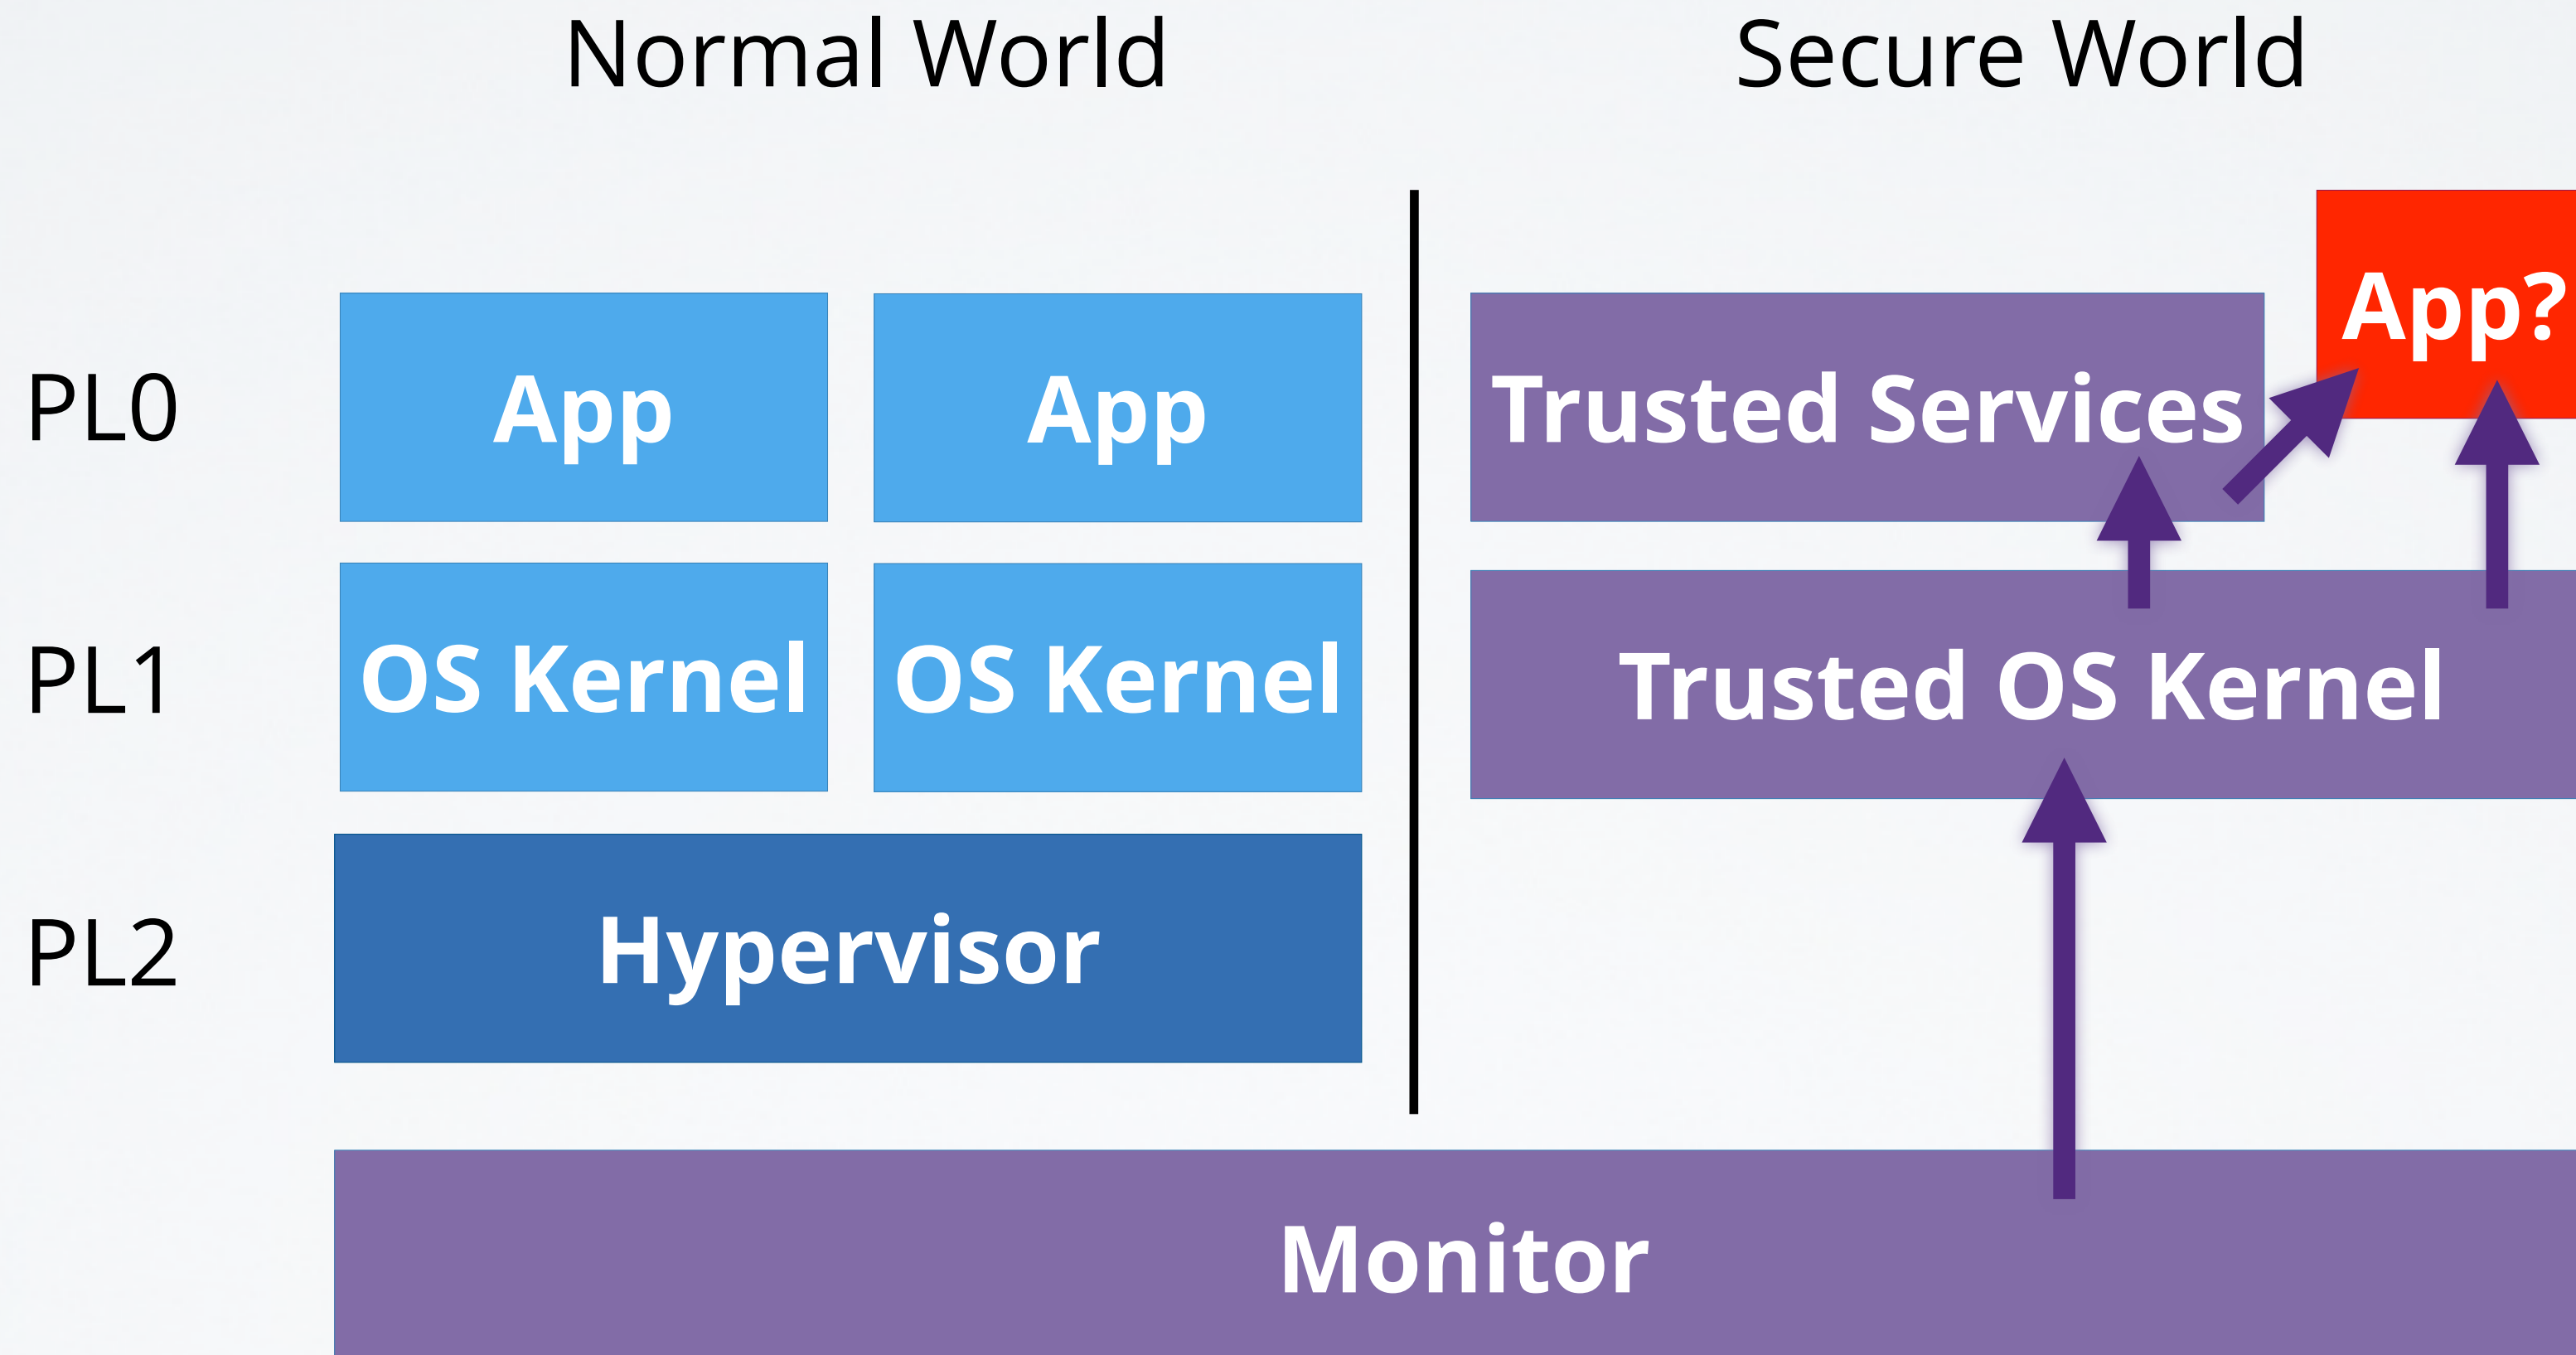 Normal World
Secure World
App?
PL0
App
App
Trusted Services
PL1
OS Kernel
OS Kernel
Trusted OS Kernel
PL2
Hypervisor
Monitor